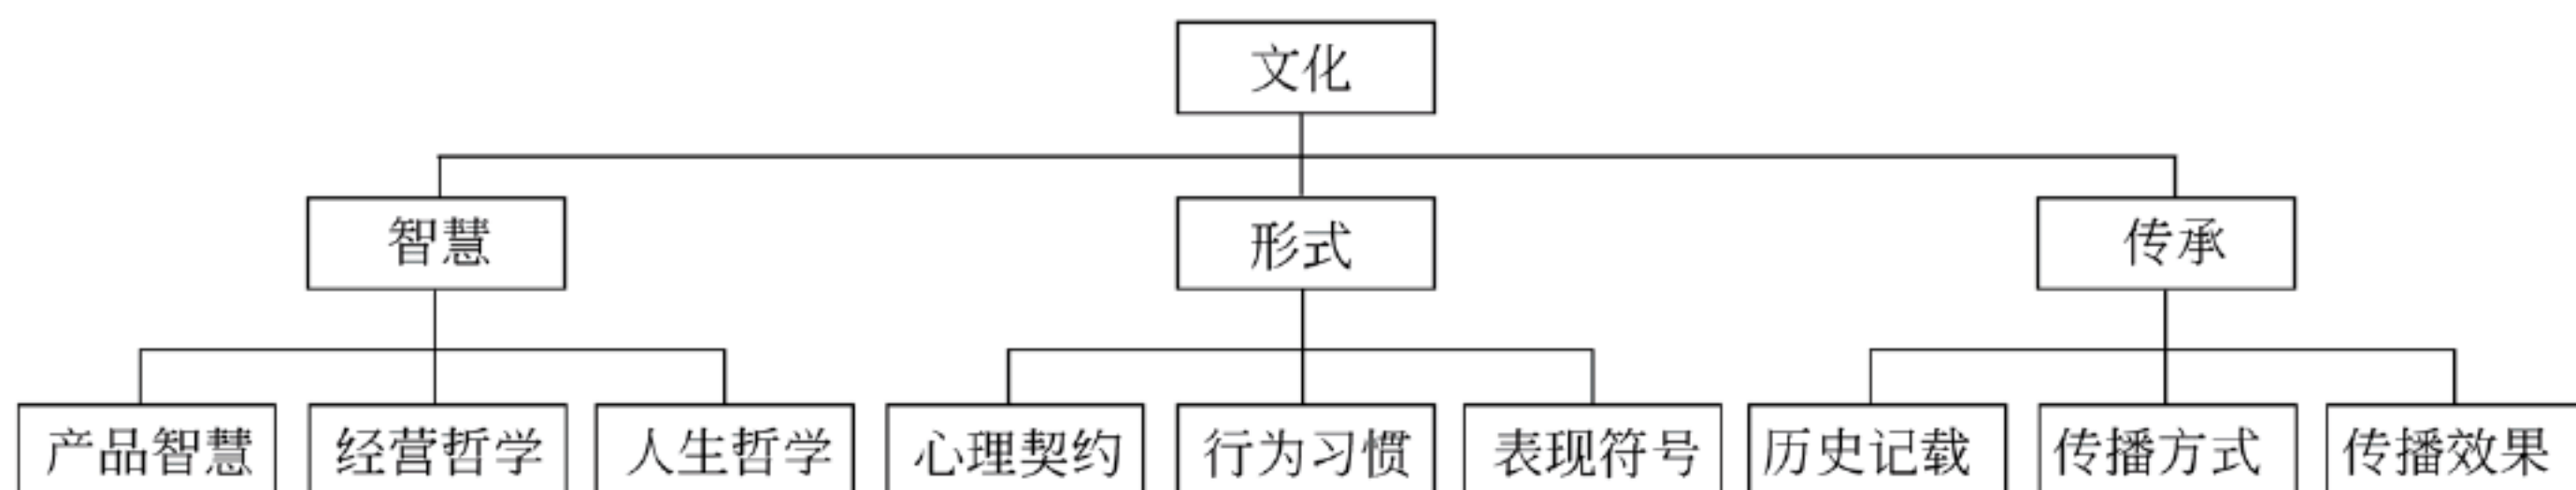 文化
智慧 形式 传承
产品智慧 经营哲学 人生哲学 心理契约 行为习惯 表现符号 历史记载 传播方式 传播效果